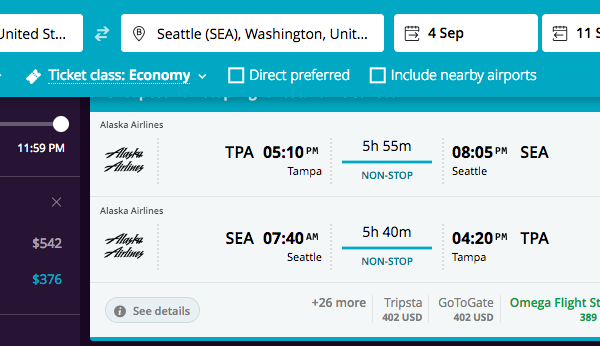 United St...
Seattle (SEA), Washington, Unit...
4 Sep
11 S
Ticket class: Economy
Direct preferred
Include nearby airports
11:59 PM
$542
$376
Alaska Airlines
Alaska Airlines
TPA 05:10 PM
Tampa
5h 55m
NON-STOP
08:05 PM SEA
Seattle
Alaska Airlines
Alaska Airlines
SEA 07:40 AM
Seattle
5h 40m
NON-STOP
04:20 PM TPA
Tampa
See details
+26 more
Tripsta
402 USD
GoToGate
402 USD
Omega Flight St
389